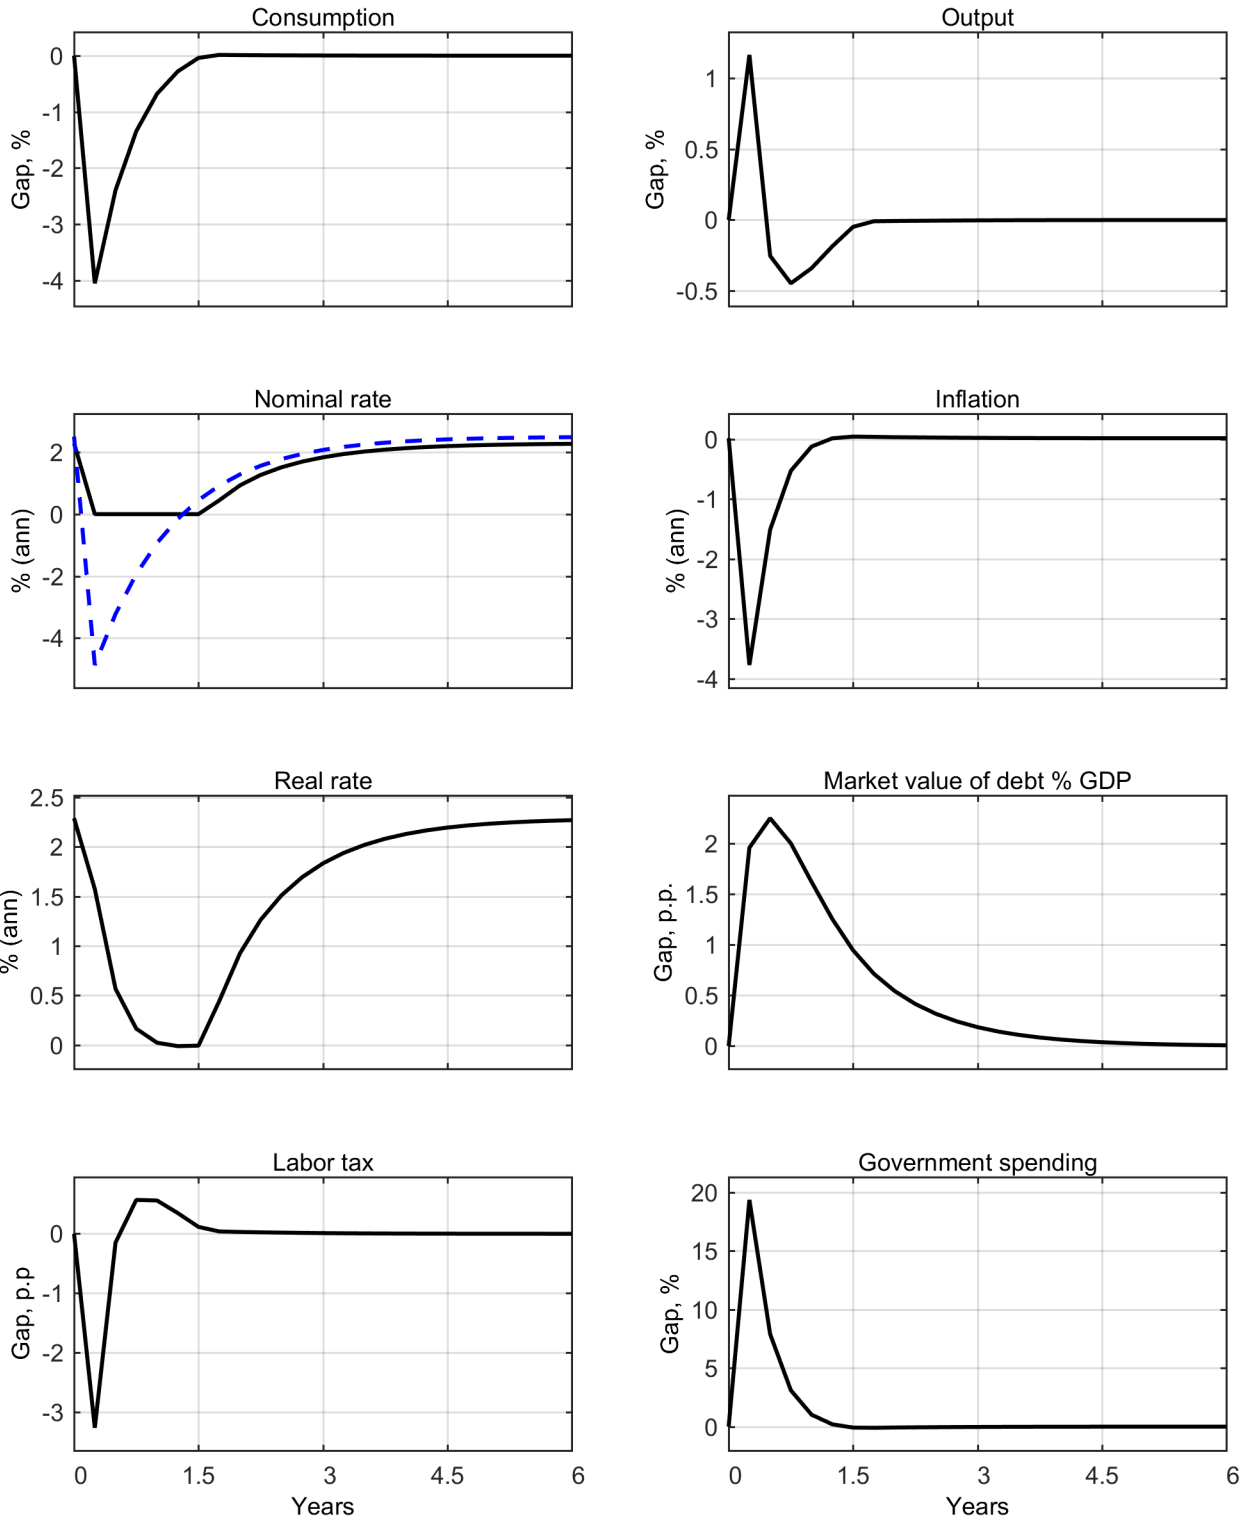 Consumption
Gap, %
0
-1
-2
-3
-4
Output
Gap, %
1
0.5
0
-0.5
Nominal rate
% (ann)
2
0
-2
-4
Inflation
% (ann)
0
-1
-2
-3
-4
Real rate
% (ann)
2.5
2
1.5
1
0.5
0
Market value of debt % GDP
Gap, p.p.
2
1.5
1
0.5
0
Labor tax
Gap, p.p
0
-1
-2
-3
0 1.5 3 4.5 6
Years
Government spending
Gap, %
20
15
10
5
0
0 1.5 3 4.5 6
Years